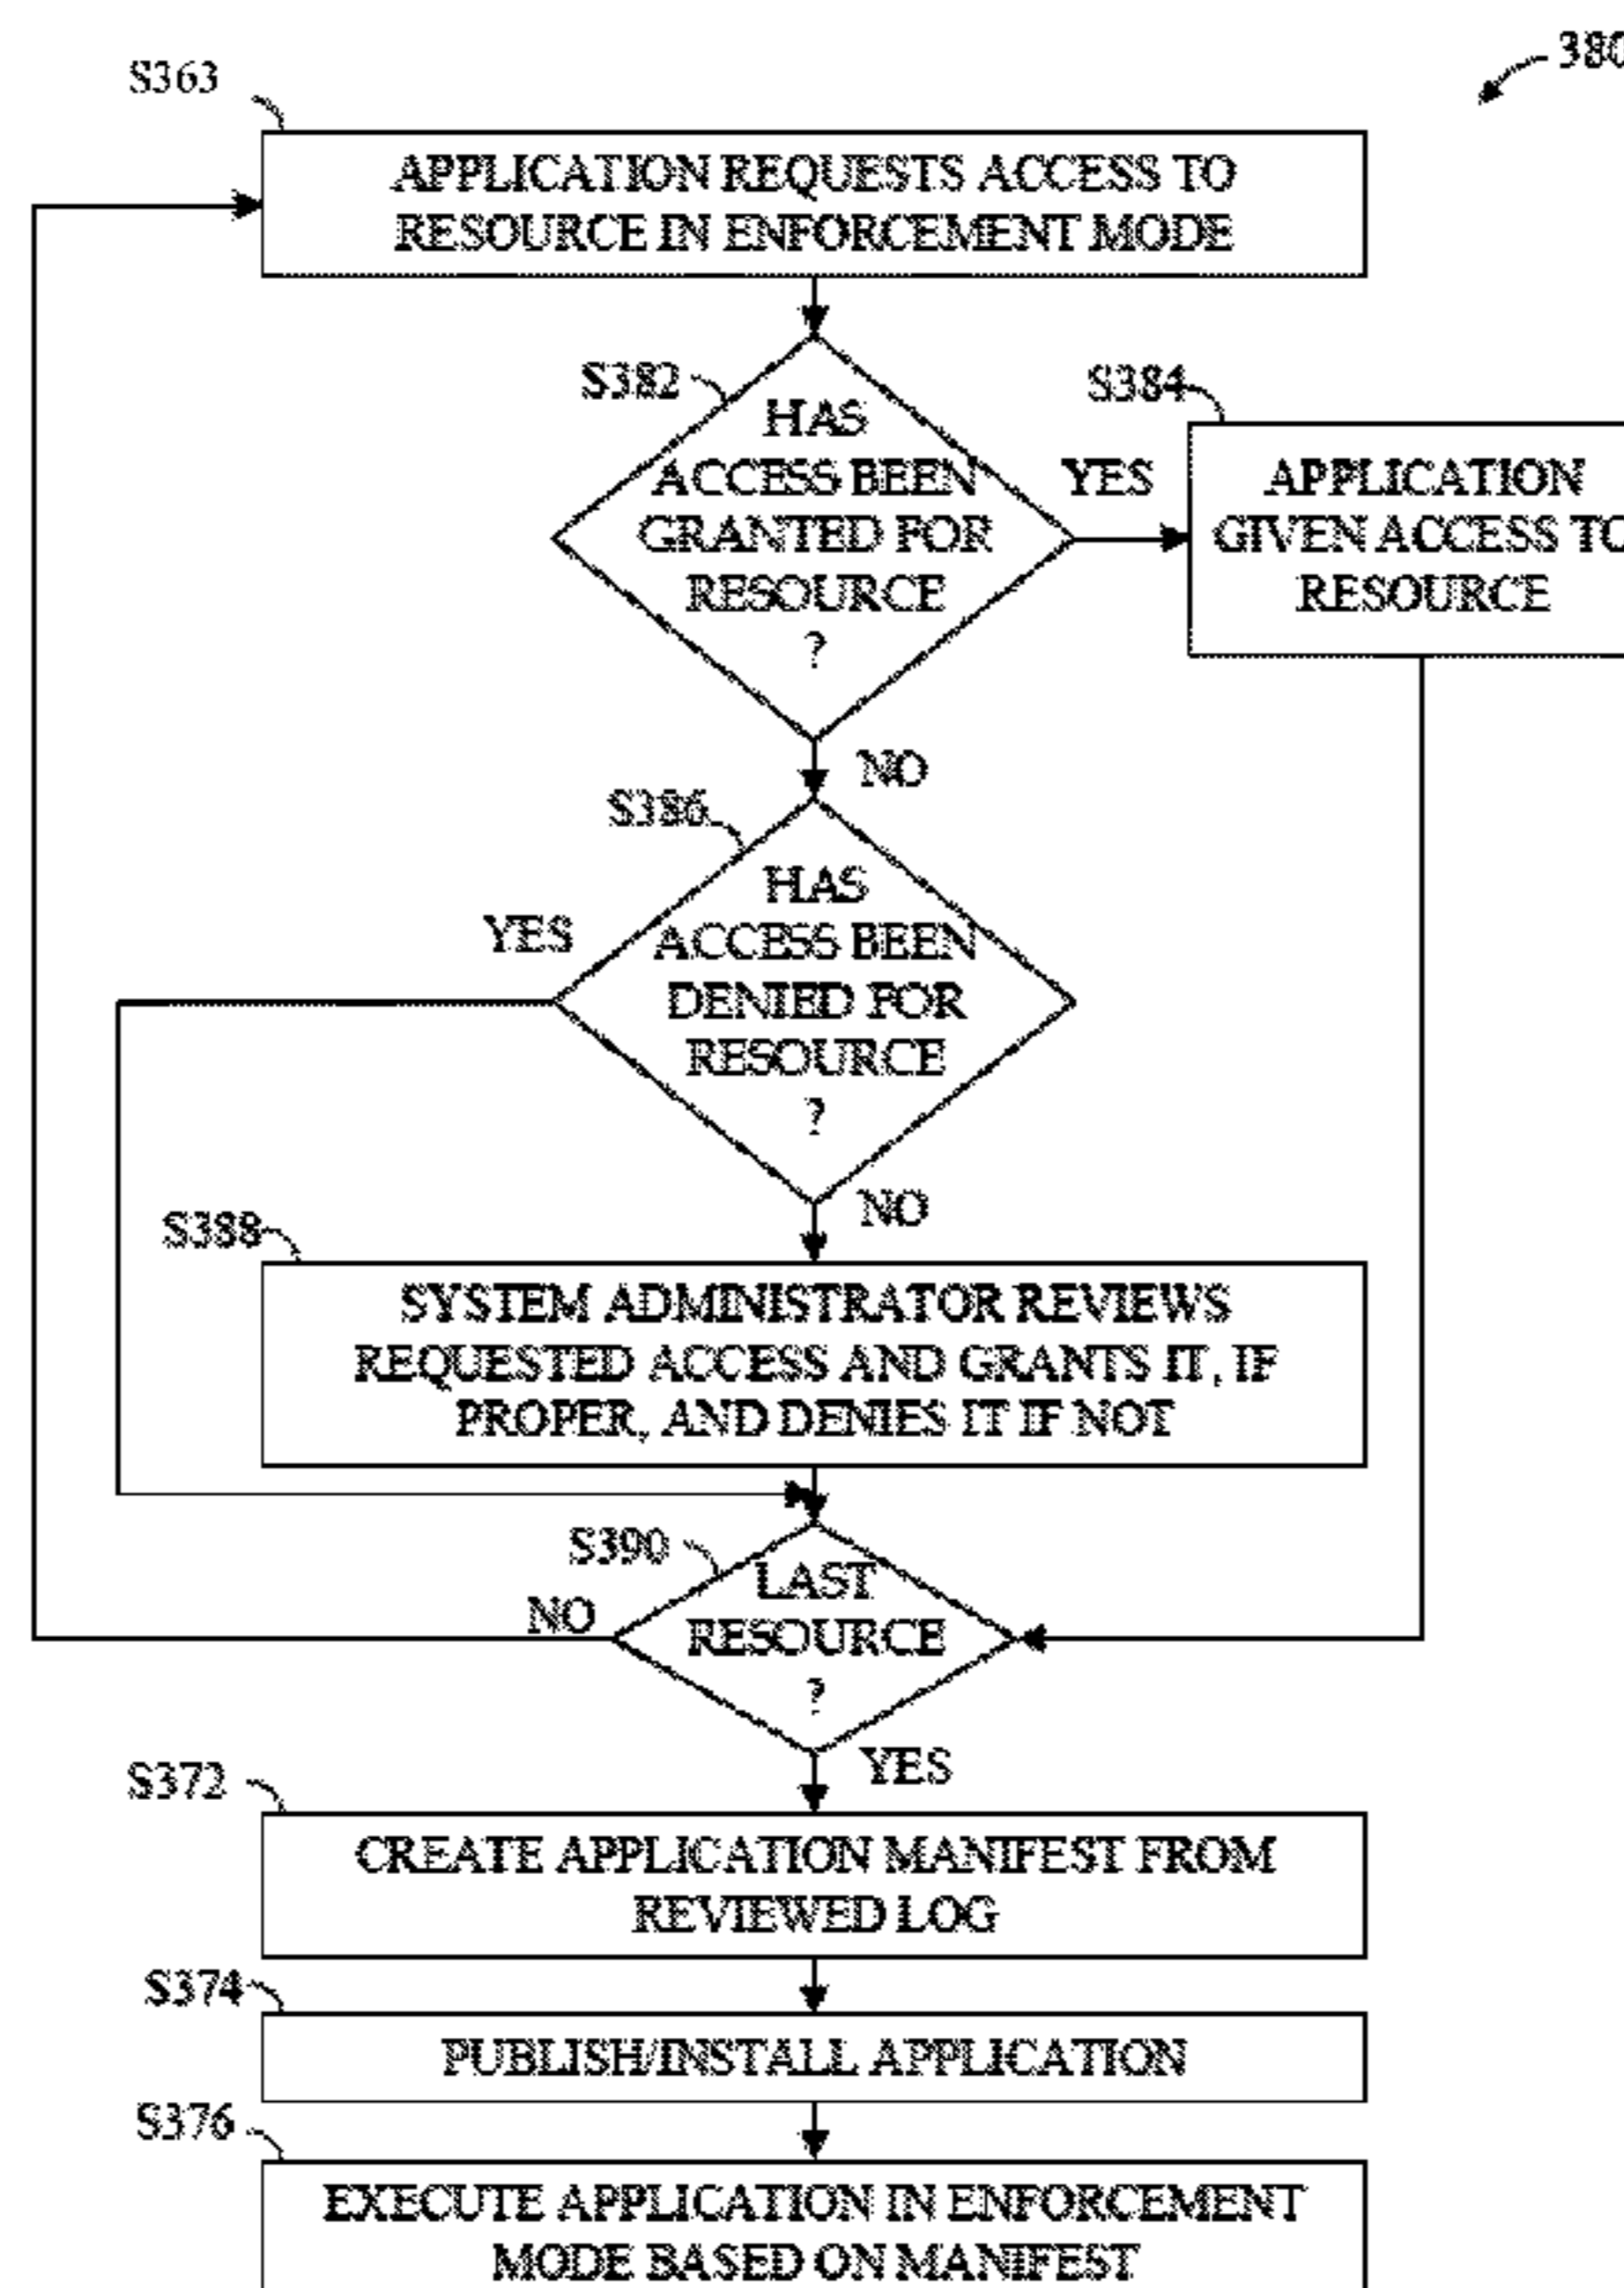 380
S363
APPLICATION REQUESTS ACCESS TO
RESOURCE IN ENFORCEMENT MODE
S382
HAS
ACCESS BEEN
GRANTED FOR
RESOURCE
?
YES
S384
APPLICATION
GIVEN ACCESS TO
RESOURCE
NO
S386
HAS
ACCESS BEEN
DENIED FOR
RESOURCE
?
YES
NO
S388
SYSTEM ADMINISTRATOR REVIEWS
REQUESTED ACCESS AND GRANTS IT, IF
PROPER, AND DENIES IT IF NOT
S390
LAST
RESOURCE
?
NO
YES
S372
CREATE APPLICATION MANIFEST FROM
REVIEWED LOG
S374
PUBLISH/INSTALL APPLICATION
S376
EXECUTE APPLICATION IN ENFORCEMENT
MODE BASED ON MANIFEST